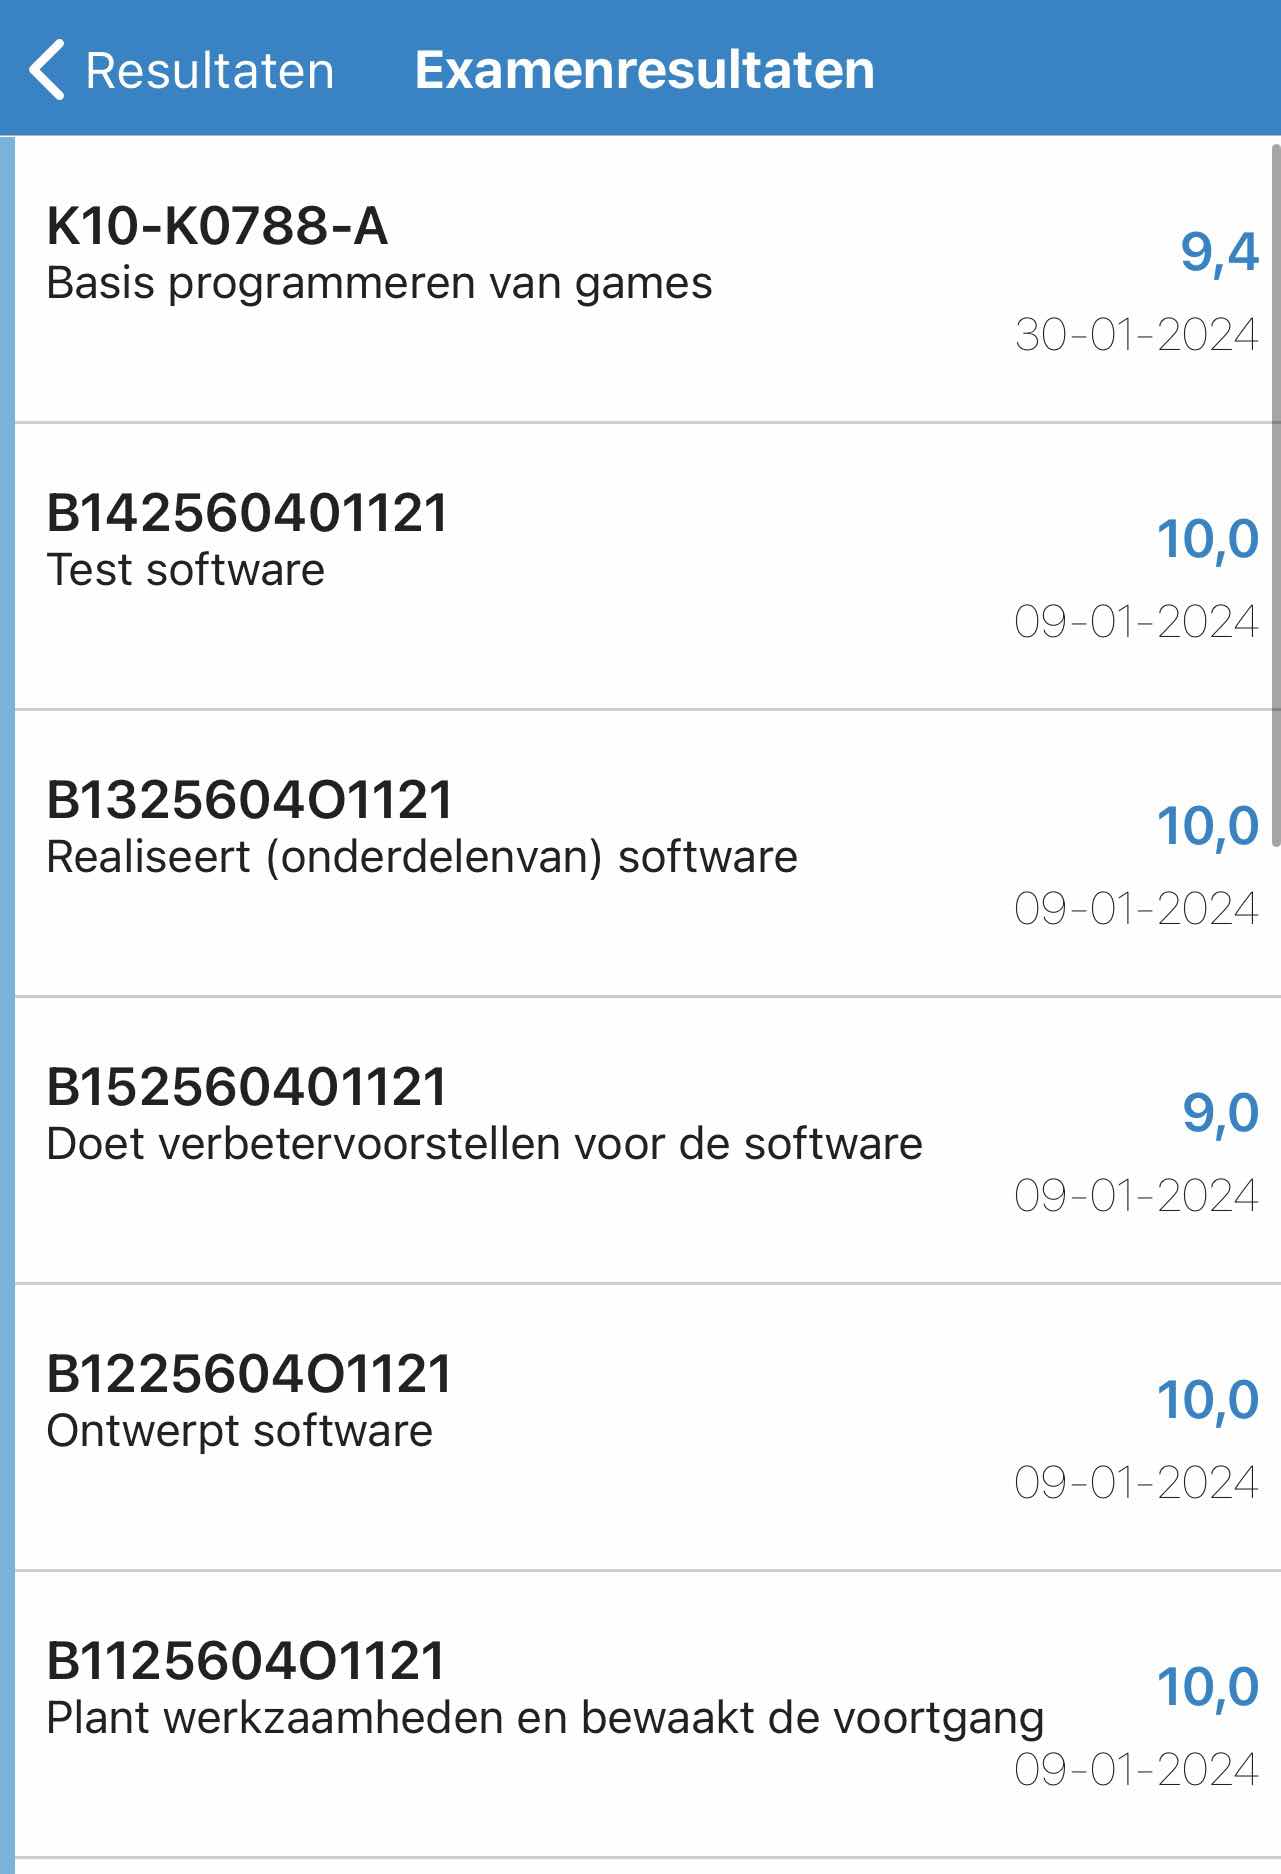 Resultaten
Examenresultaten
K10-K0788-A
Basis programmeren van games
9,4
30-01-2024
B142560401121
Test software
10,0
09-01-2024
B1325604O1121
Realiseert (onderdelenvan) software
10,0
09-01-2024
B152560401121
Doet verbetervoorstellen voor de software
9,0
09-01-2024
B1225604O1121
Ontwerpt software
10,0
09-01-2024
B1125604O1121
Plant werkzaamheden en bewaakt de voortgang
10,0
09-01-2024